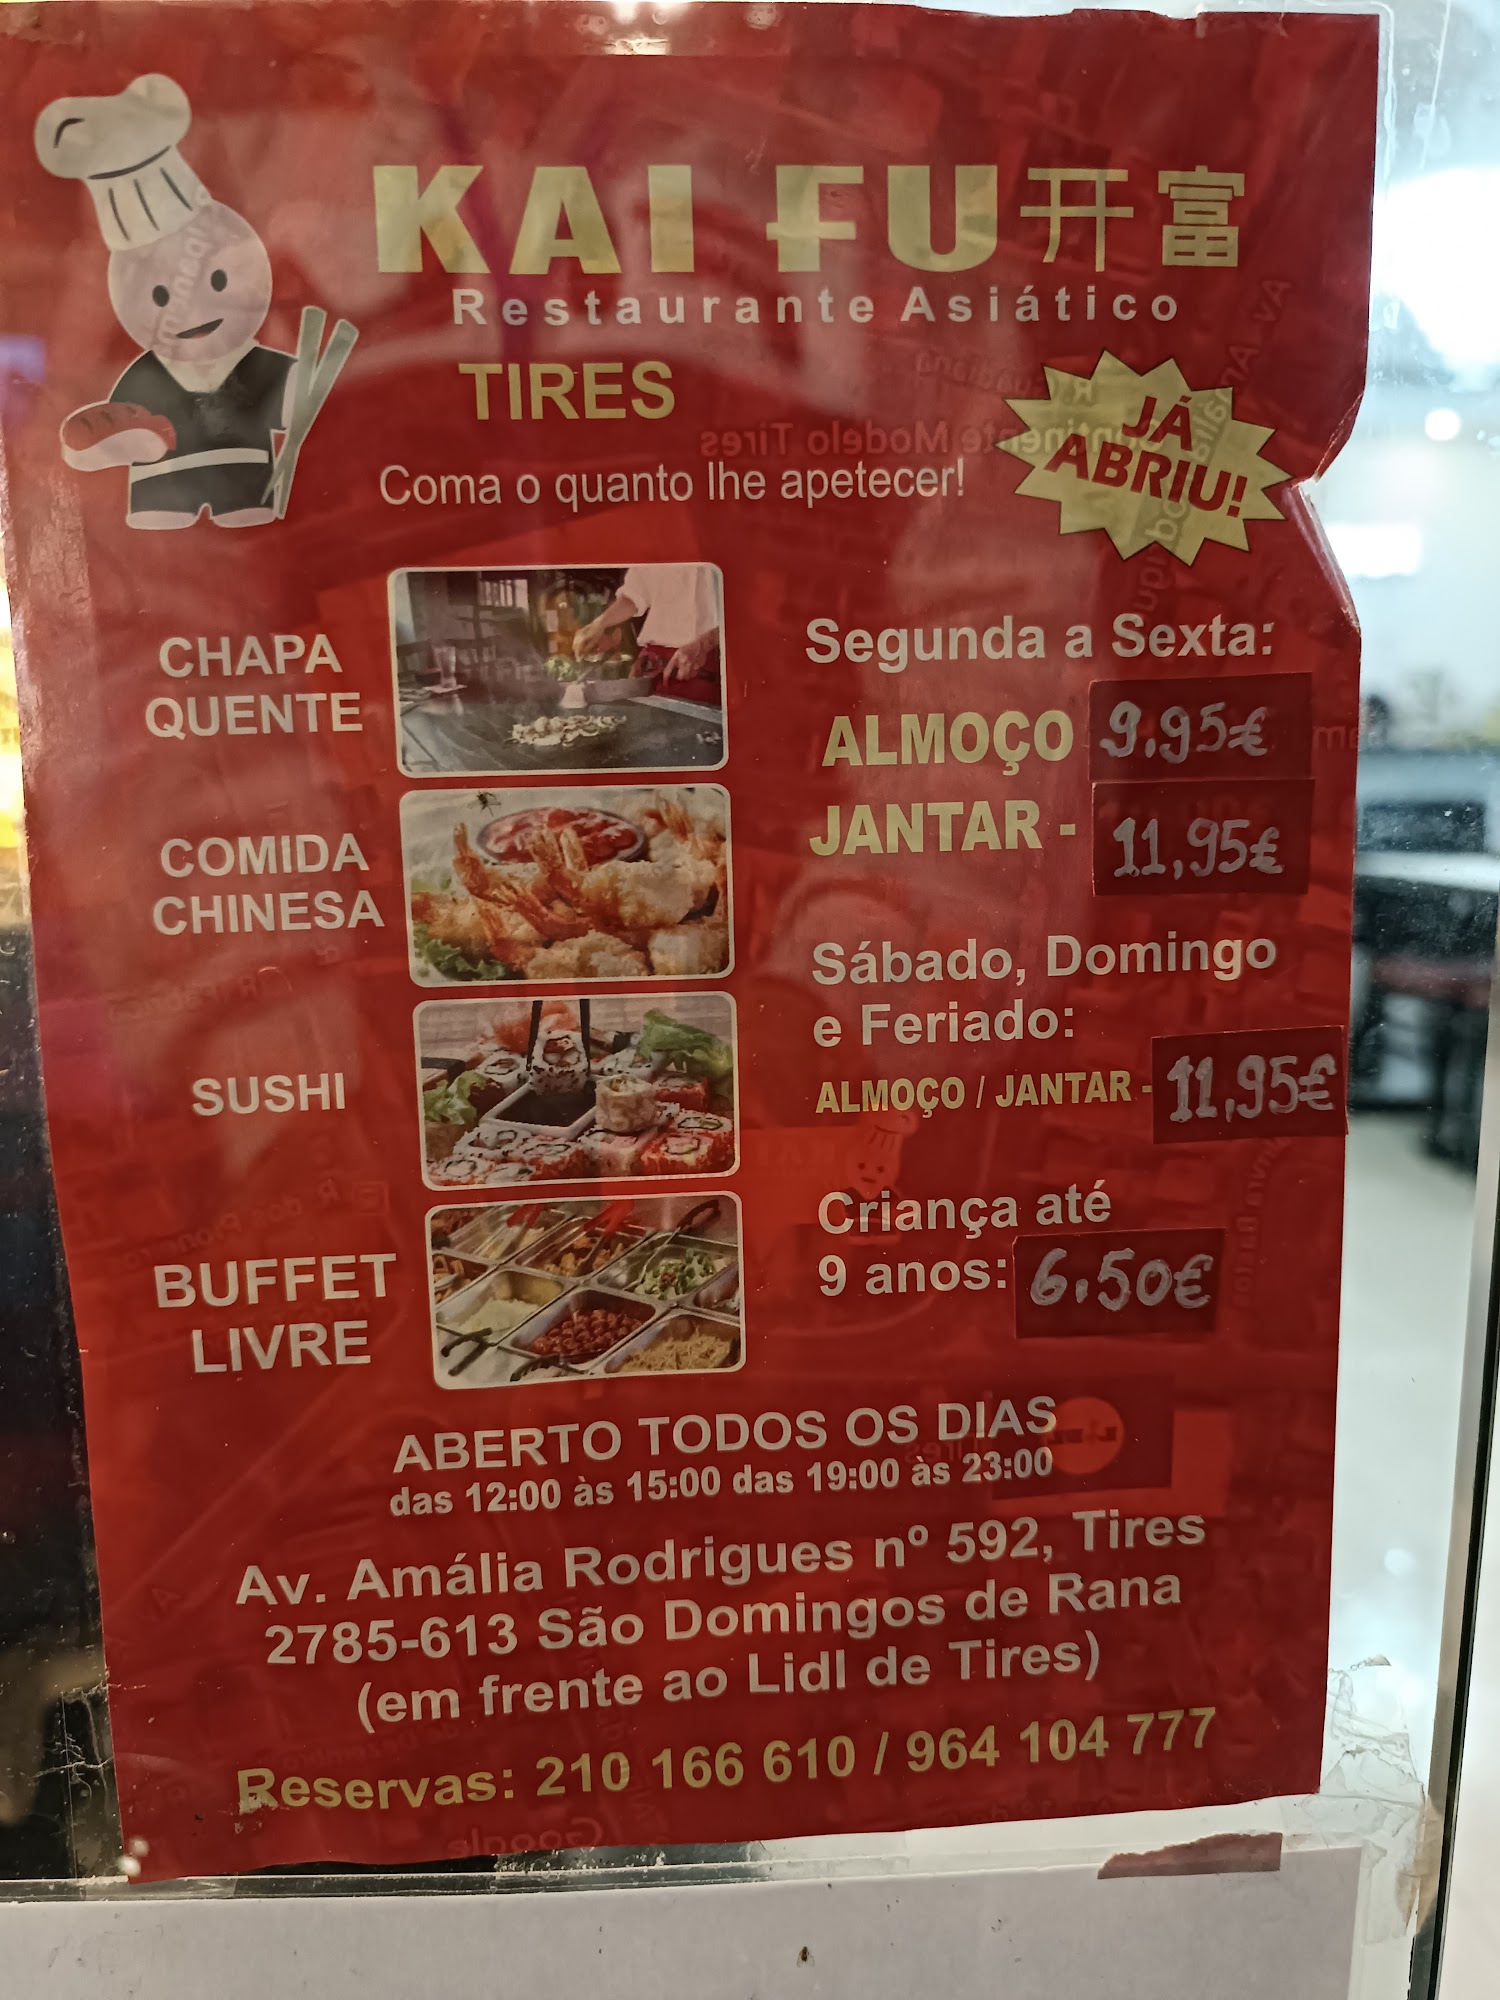 KAI FU 开富
Restaurante Asiático
TIRES
Coma o quanto lhe apetecer!
JÁ
ABRIU!
CHAPA
QUENTE
COMIDA
CHINESA
SUSHI
BUFFET
LIVRE
Segunda a Sexta:
ALMOÇO 9.95€
JANTAR - 11,95€
Sábado, Domingo
e Feriado:
ALMOÇO / JANTAR - 11,95€
Criança até
9 anos: 6.50€
ABERTO TODOS OS DIAS
das 12:00 às 15:00 das 19:00 às 23:00
Av. Amália Rodrigues nº 592, Tires
2785-613 São Domingos de Rana
(em frente ao Lidl de Tires)
Reservas: 210 166 610 / 964 104 777